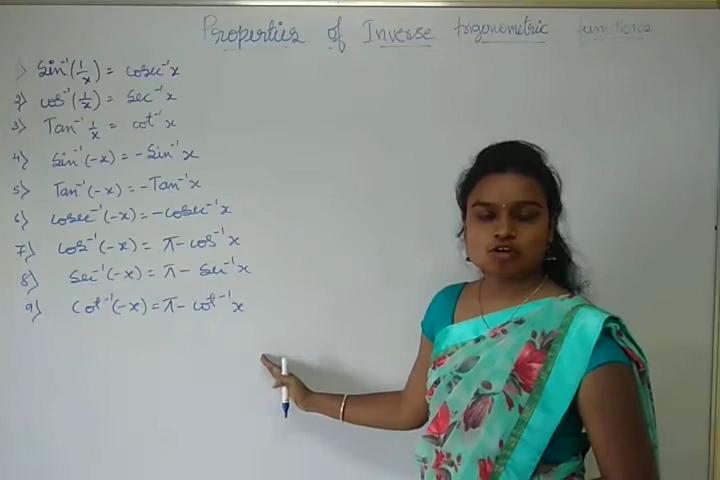 Properties of Inverse trigonometric functions
1) Sin⁻¹(1/x) = cosec⁻¹x
2) cos⁻¹(1/x) = Sec⁻¹x
3) Tan⁻¹ 1/x = cot⁻¹x
4) Sin⁻¹(-x) = -Sin⁻¹x
5) Tan⁻¹(-x) = -Tan⁻¹x
6) cosec⁻¹(-x) = -cosec⁻¹x
7) cos⁻¹(-x) = π - cos⁻¹x
8) Sec⁻¹(-x) = π - Sec⁻¹x
9) Cot⁻¹(-x) = π - cot⁻¹x